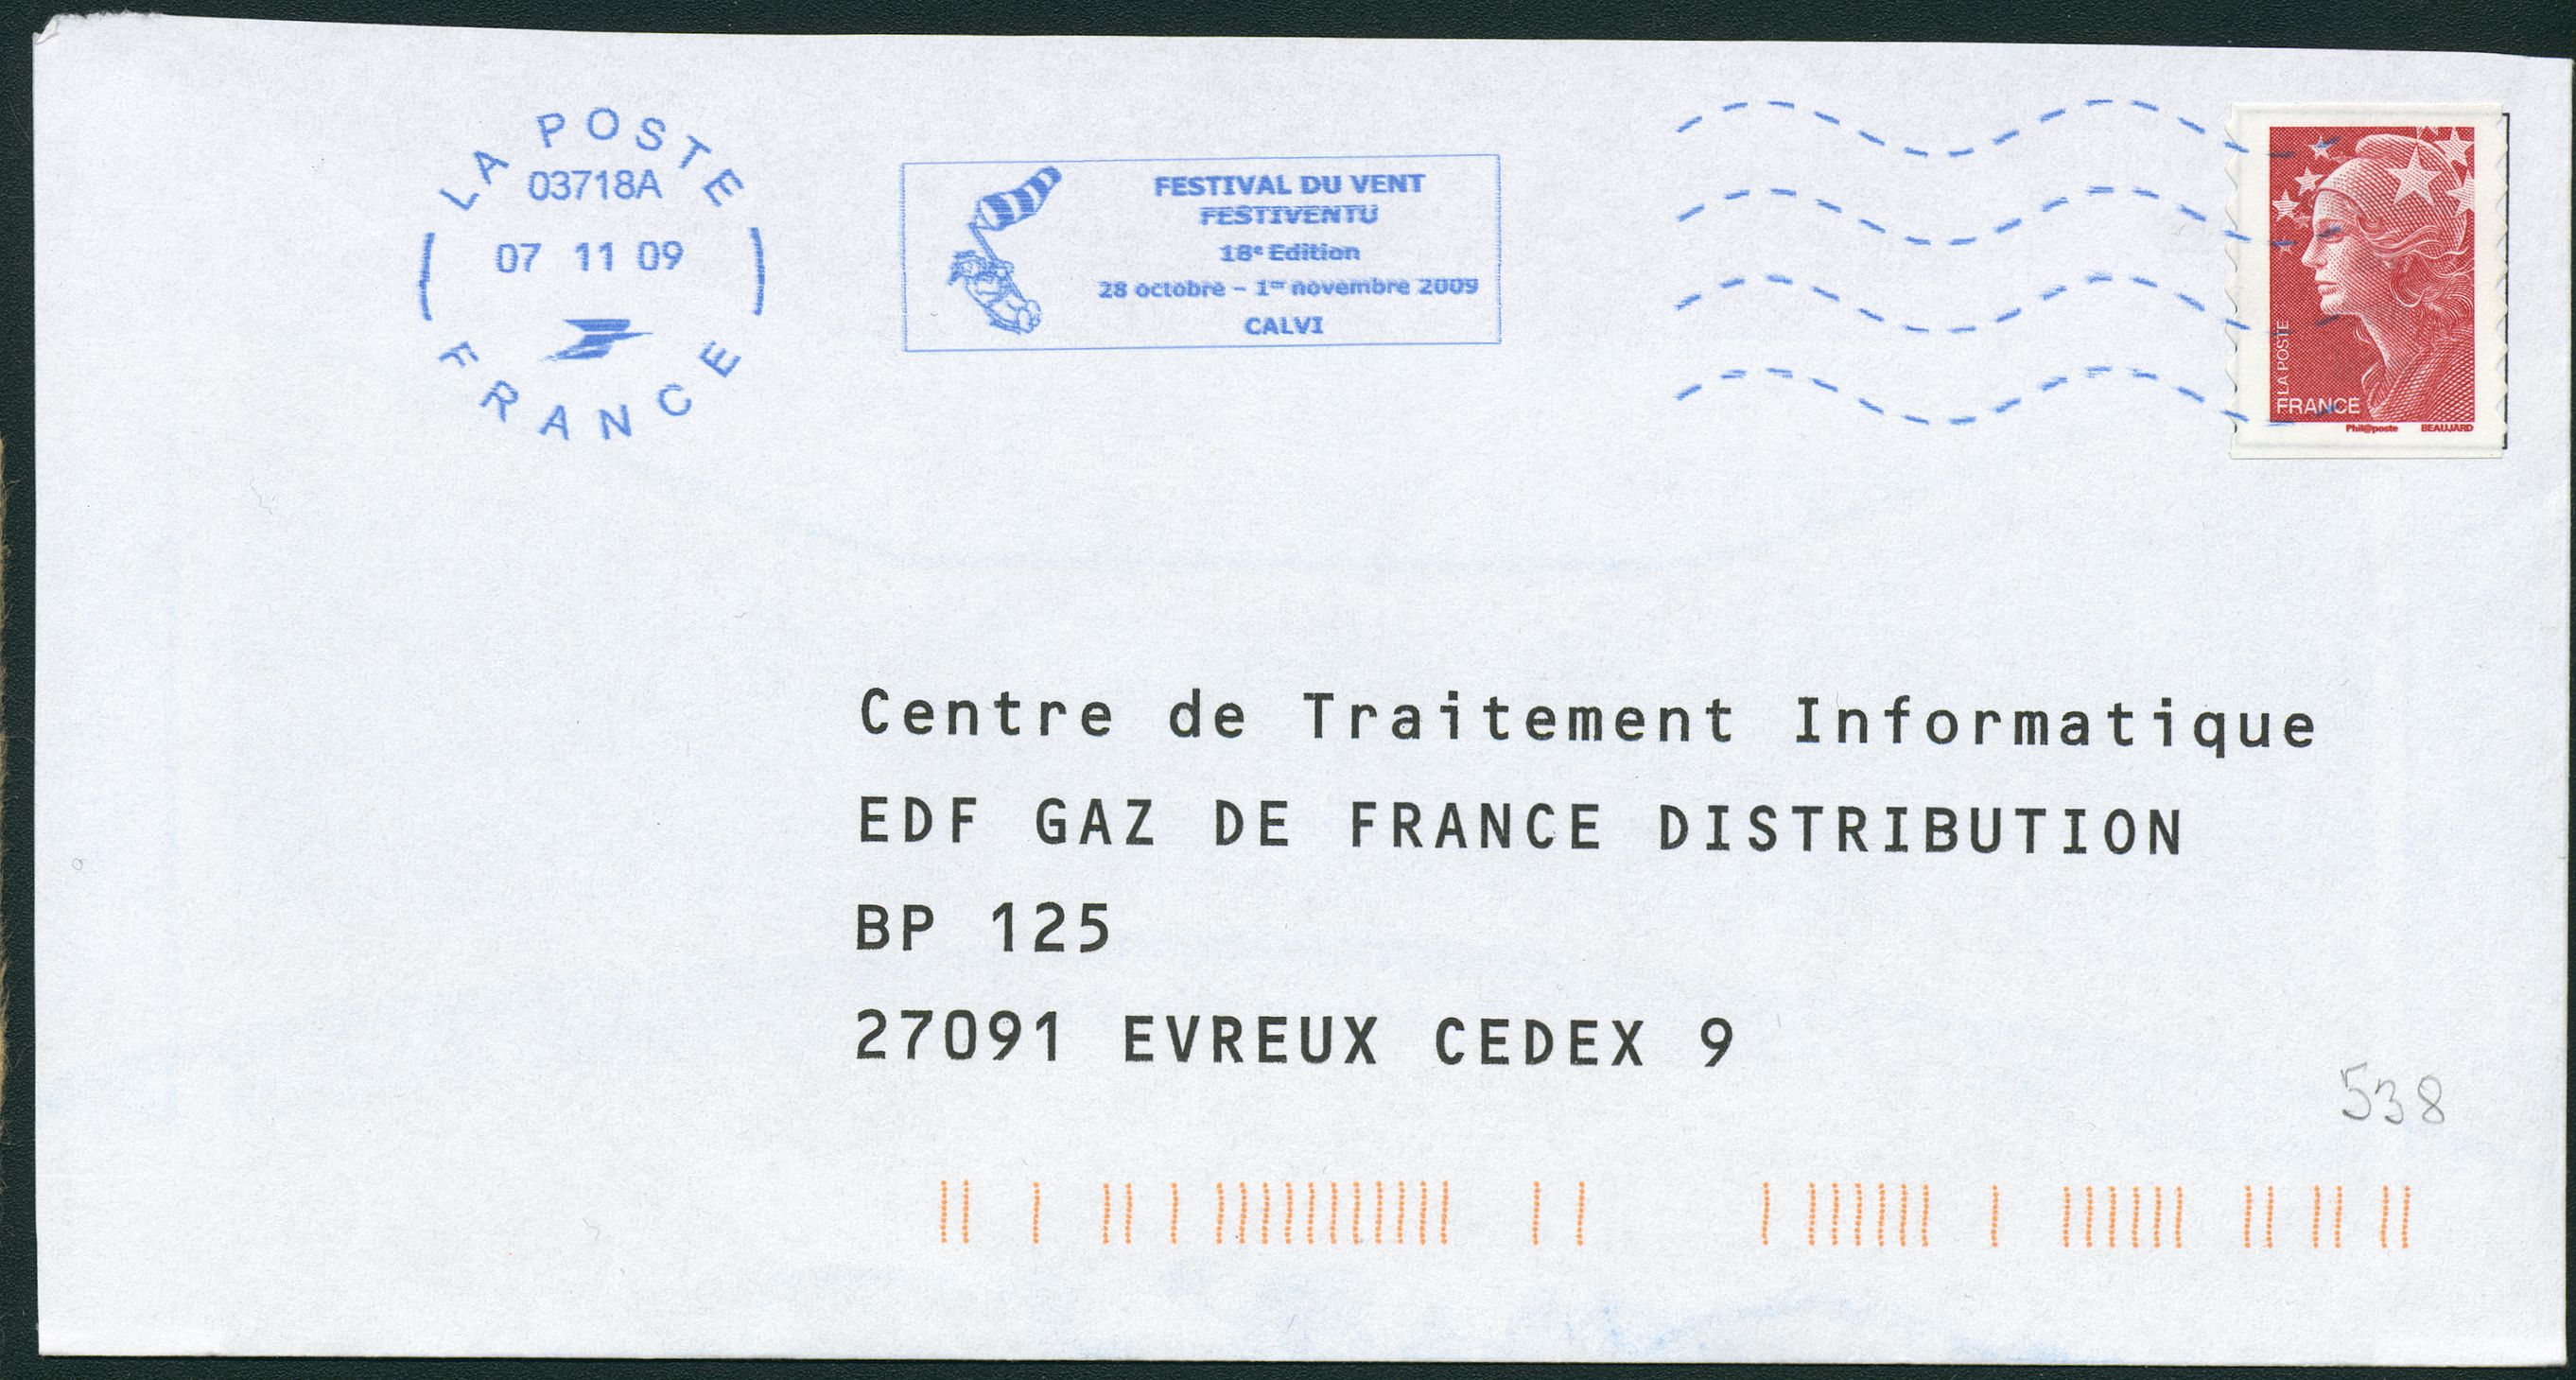 LA POSTE
03718A
07 11 09
FRANCE
FESTIVAL DU VENT
FESTIVENTU
18e Edition
28 octobre – 1er novembre 2009
CALVI
LA POSTE
FRANCE
Phil@poste BEAUJARD
Centre de Traitement Informatique
EDF GAZ DE FRANCE DISTRIBUTION
BP 125
27091 EVREUX CEDEX 9
538